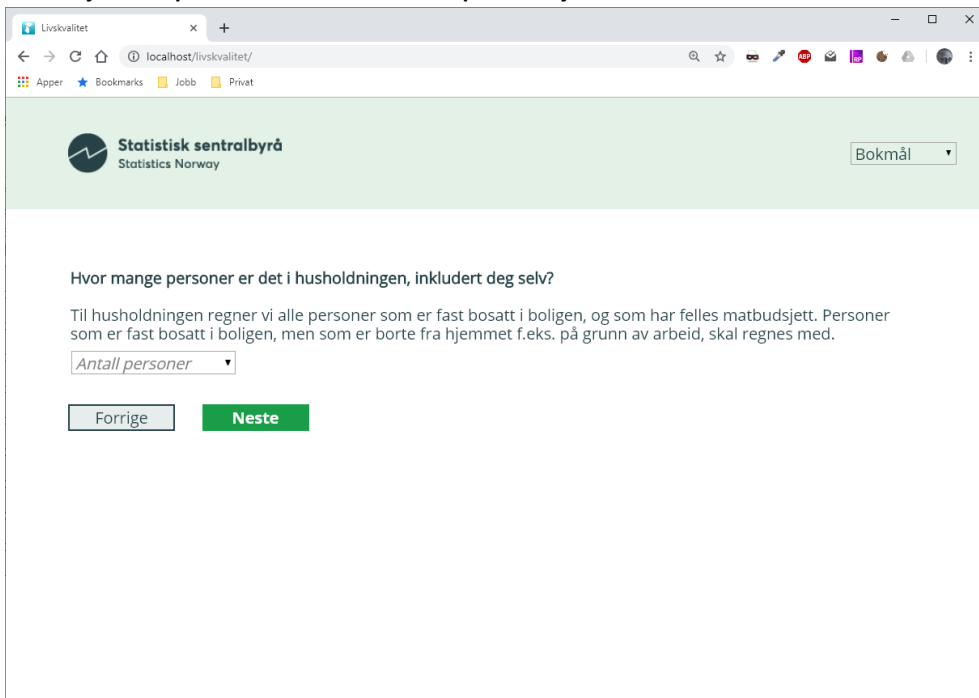 Livskvalitet
localhost/livskvalitet/
ABP
RP
Apper
Bookmarks
Jobb
Privat
Statistisk sentralbyrå
Statistics Norway
Bokmål
Hvor mange personer er det i husholdningen, inkludert deg selv?
Til husholdningen regner vi alle personer som er fast bosatt i boligen, og som har felles matbudsjett. Personer
som er fast bosatt i boligen, men som er borte fra hjemmet f.eks. på grunn av arbeid, skal regnes med.
Antall personer
Forrige
Neste